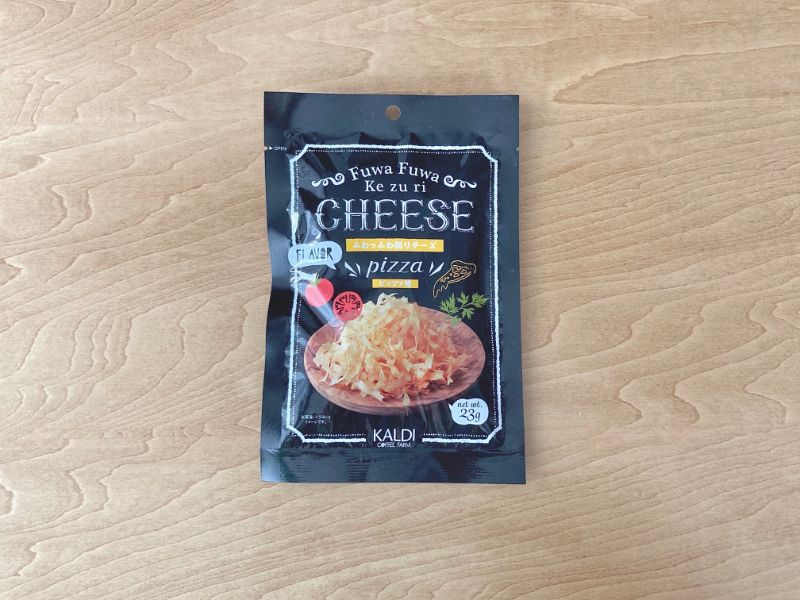 ▶ OPEN
Fuwa Fuwa
Ke zu ri
CHEESE
ふわっふわ削りチーズ
FLAVOR
pizza
ピッツァ味
net wt.
23g
KALDI
COFFEE FARM